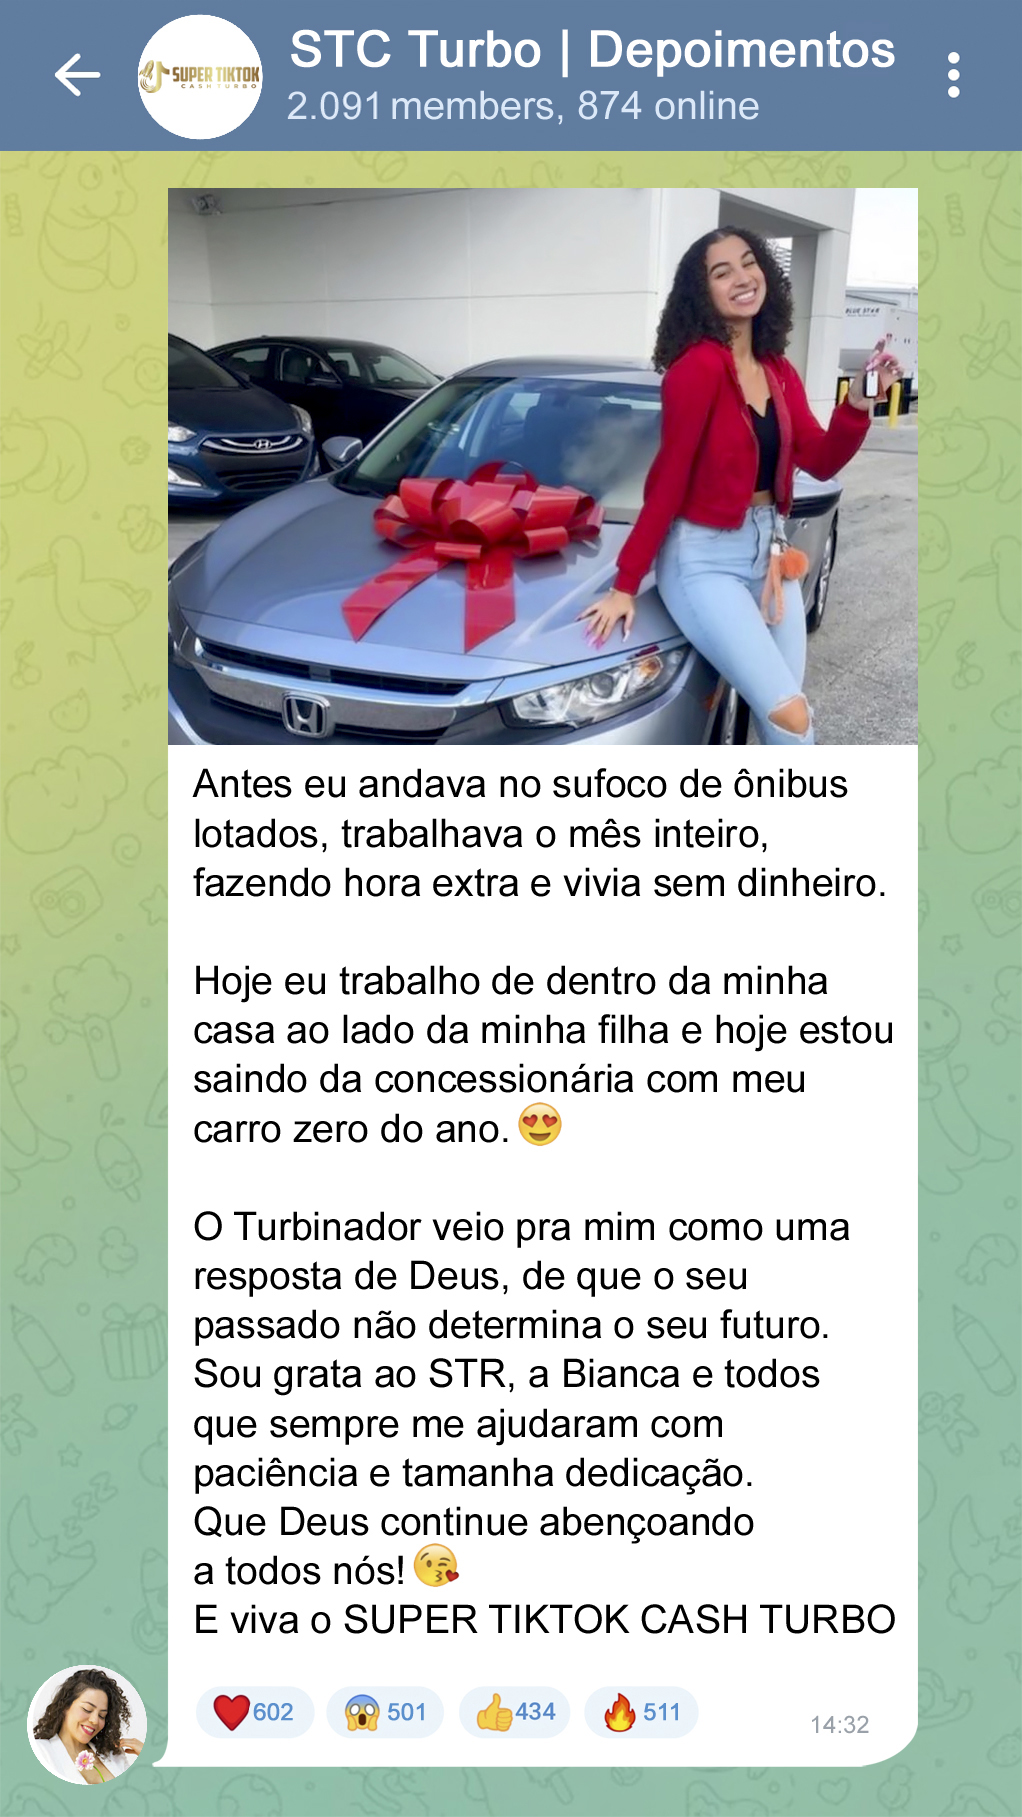 STC Turbo | Depoimentos
SUPER TIKTOK
CASH TURBO
2.091 members, 874 online
BLUE STAR
Antes eu andava no sufoco de ônibus
lotados, trabalhava o mês inteiro,
fazendo hora extra e vivia sem dinheiro.
Hoje eu trabalho de dentro da minha
casa ao lado da minha filha e hoje estou
saindo da concessionária com meu
carro zero do ano.😍
O Turbinador veio pra mim como uma
resposta de Deus, de que o seu
passado não determina o seu futuro.
Sou grata ao STR, a Bianca e todos
que sempre me ajudaram com
paciência e tamanha dedicação.
Que Deus continue abençoando
a todos nós!😘
E viva o SUPER TIKTOK CASH TURBO
❤️602 😱501 👍434 🔥511
14:32